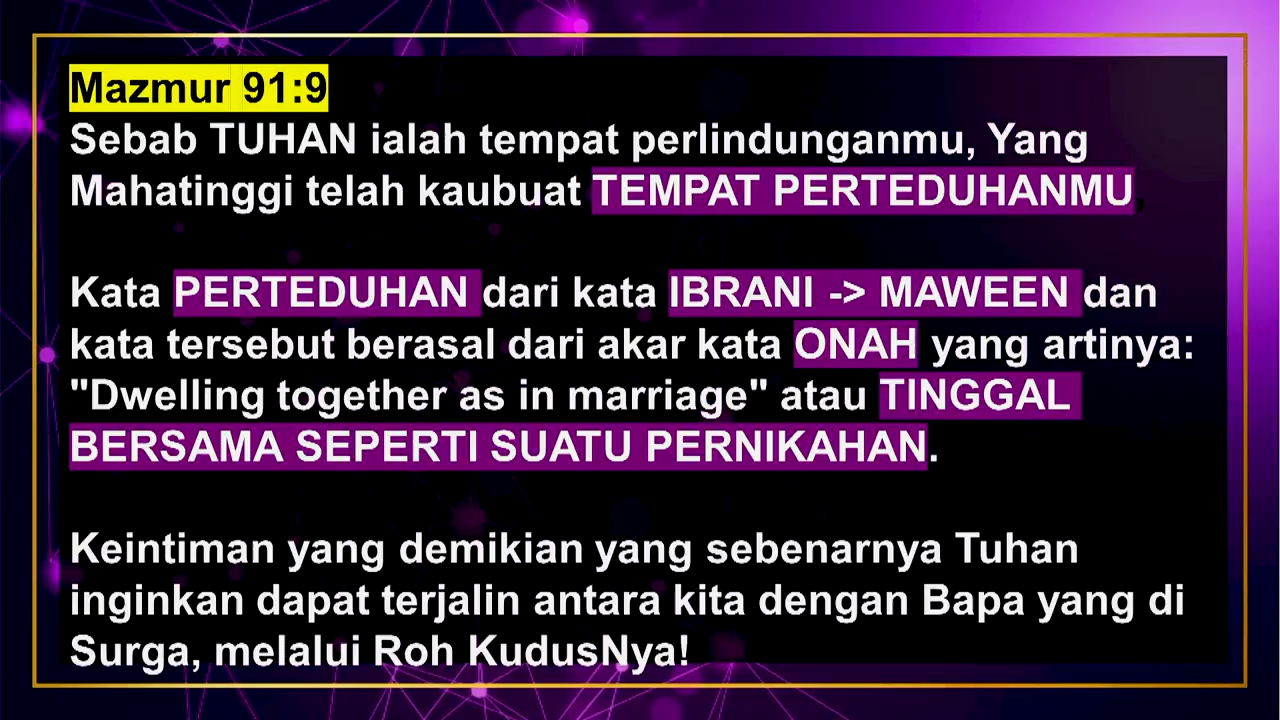 Mazmur 91:9
Sebab TUHAN ialah tempat perlindunganmu, Yang
Mahatinggi telah kaubuat TEMPAT PERTEDUHANMU,
Kata PERTEDUHAN dari kata IBRANI -> MAWEEN dan
kata tersebut berasal dari akar kata ONAH yang artinya:
"Dwelling together as in marriage" atau TINGGAL
BERSAMA SEPERTI SUATU PERNIKAHAN.
Keintiman yang demikian yang sebenarnya Tuhan
inginkan dapat terjalin antara kita dengan Bapa yang di
Surga, melalui Roh KudusNya!